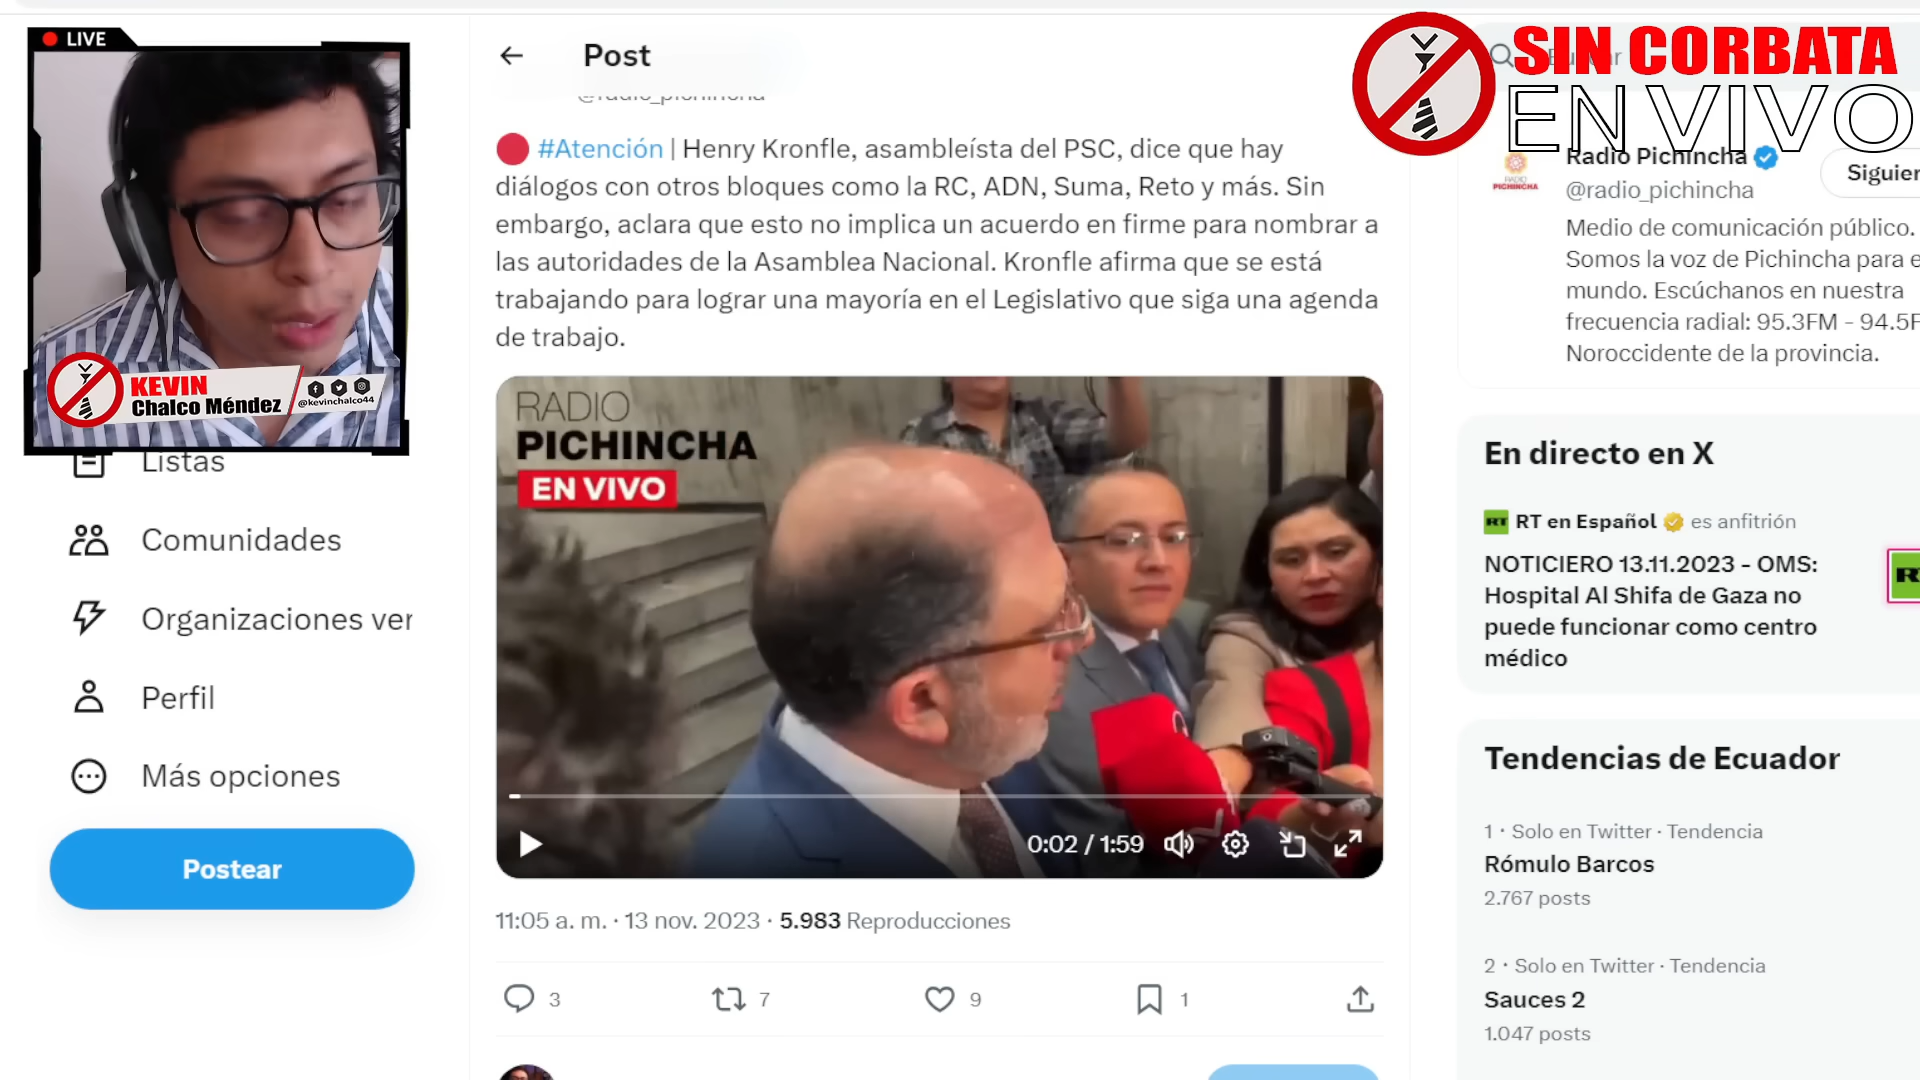 LIVE
KEVIN
Chalco Méndez
@kevinchalco44
Listas
Comunidades
Organizaciones ver
Perfil
Más opciones
Postear
Post
@radio_pichincha
#Atención | Henry Kronfle, asambleísta del PSC, dice que hay
diálogos con otros bloques como la RC, ADN, Suma, Reto y más. Sin
embargo, aclara que esto no implica un acuerdo en firme para nombrar a
las autoridades de la Asamblea Nacional. Kronfle afirma que se está
trabajando para lograr una mayoría en el Legislativo que siga una agenda
de trabajo.
RADIO
PICHINCHA
EN VIVO
0:02 / 1:59
11:05 a. m. · 13 nov. 2023 · 5.983 Reproducciones
3
7
9
1
SIN CORBATA
EN VIVO
RADIO
PICHINCHA
Radio Pichincha
@radio_pichincha
Siguier
Medio de comunicación público.
Somos la voz de Pichincha para e
mundo. Escúchanos en nuestra
frecuencia radial: 95.3FM - 94.5F
Noroccidente de la provincia.
En directo en X
RT RT en Español es anfitrión
NOTICIERO 13.11.2023 - OMS:
Hospital Al Shifa de Gaza no
puede funcionar como centro
médico
Tendencias de Ecuador
1 · Solo en Twitter · Tendencia
Rómulo Barcos
2.767 posts
2 · Solo en Twitter · Tendencia
Sauces 2
1.047 posts